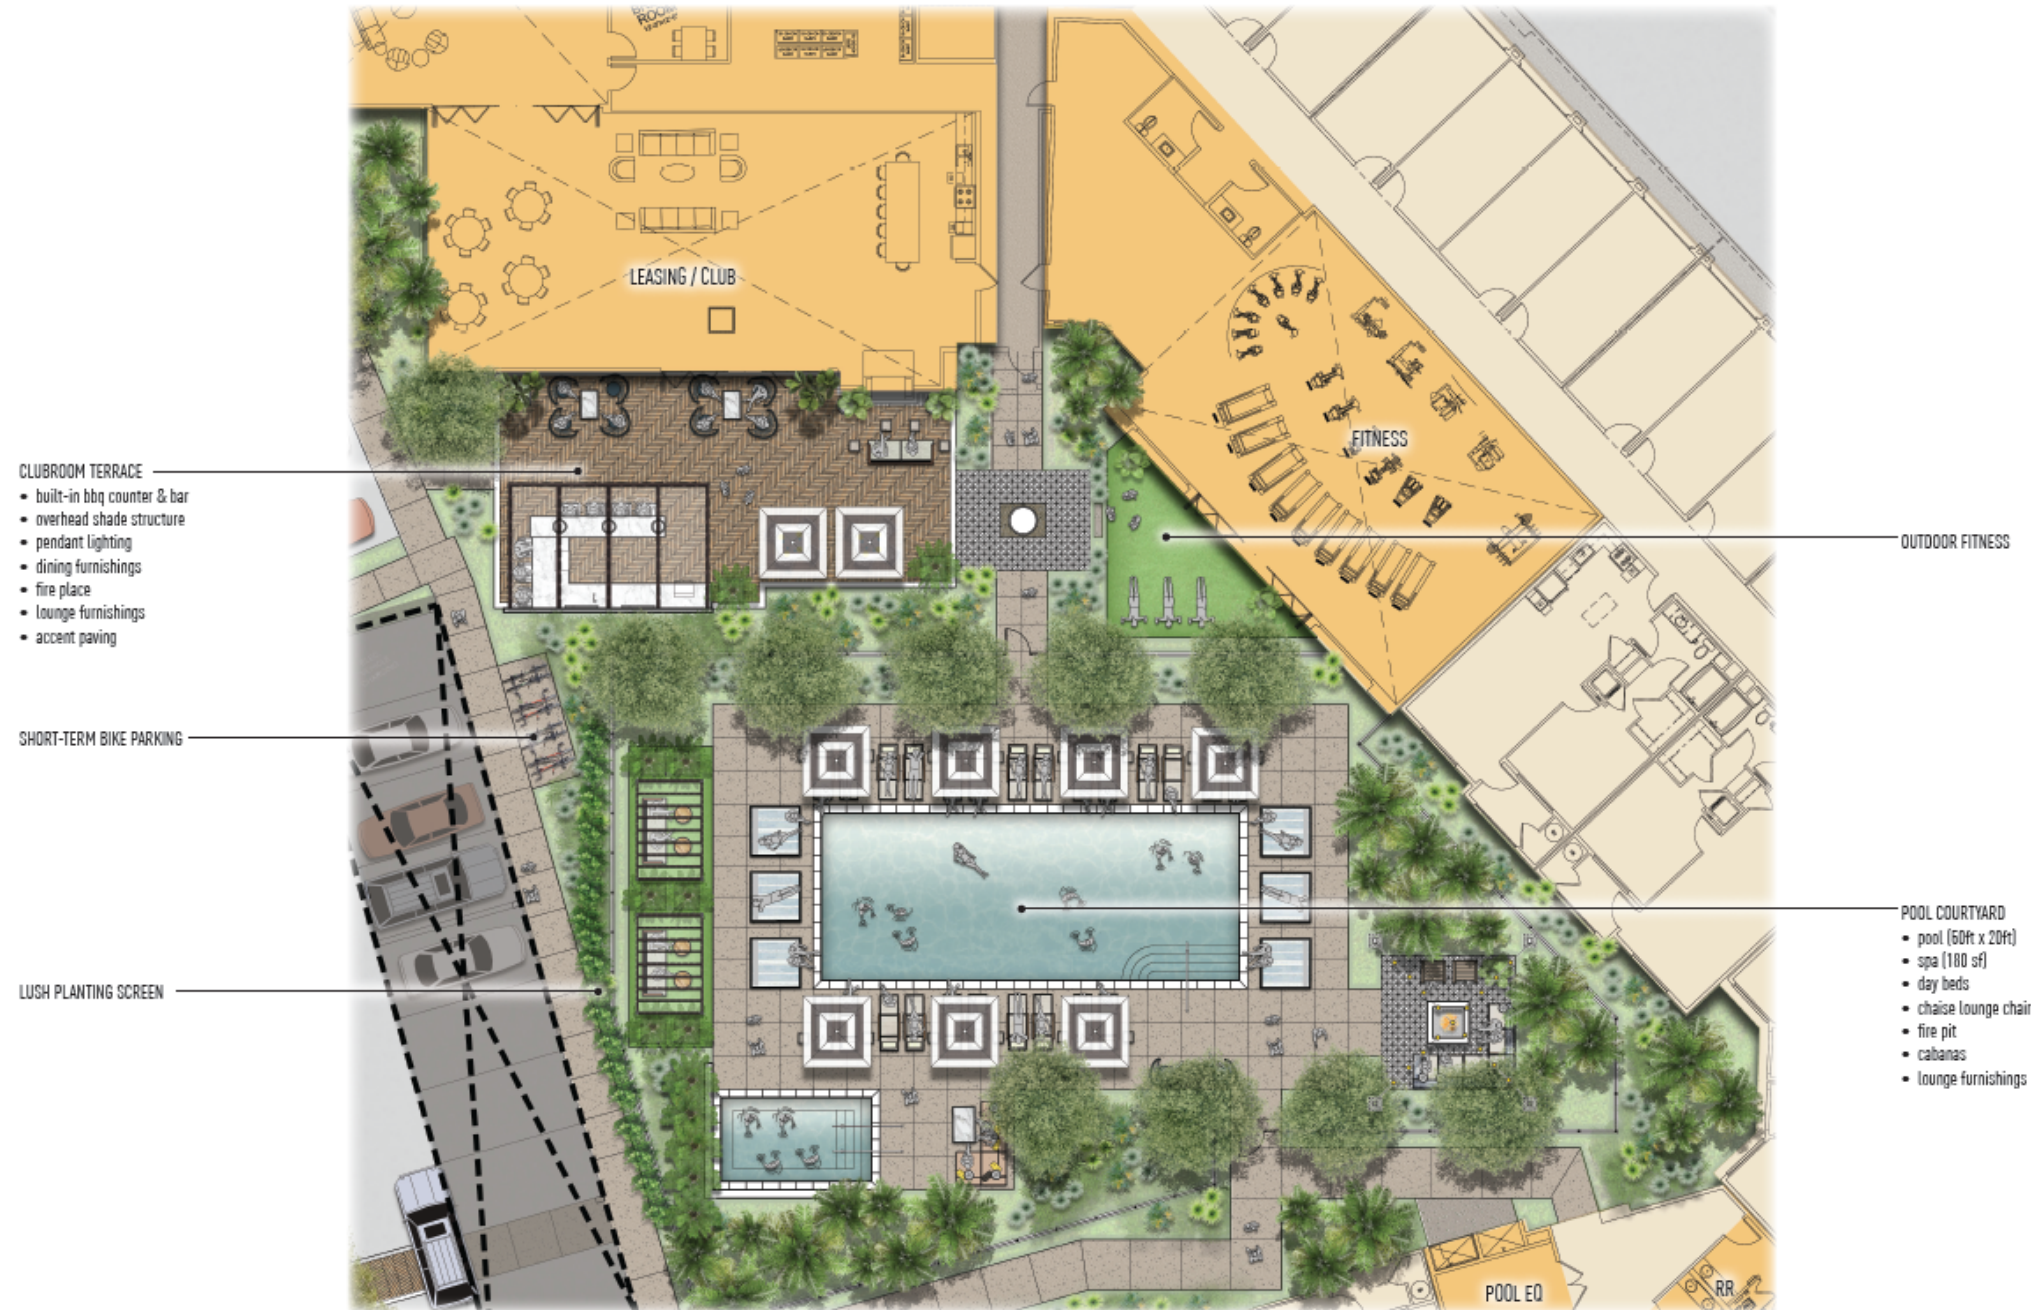 LEASING / CLUB
FITNESS
CLUBROOM TERRACE
• built-in bbq counter & bar
• overhead shade structure
• pendant lighting
• dining furnishings
• fire place
• lounge furnishings
• accent paving
OUTDOOR FITNESS
SHORT-TERM BIKE PARKING
LUSH PLANTING SCREEN
POOL COURTYARD
• pool (50ft x 20ft)
• spa (180 sf)
• day beds
• chaise lounge chair
• fire pit
• cabanas
• lounge furnishings
POOL EQ
RR